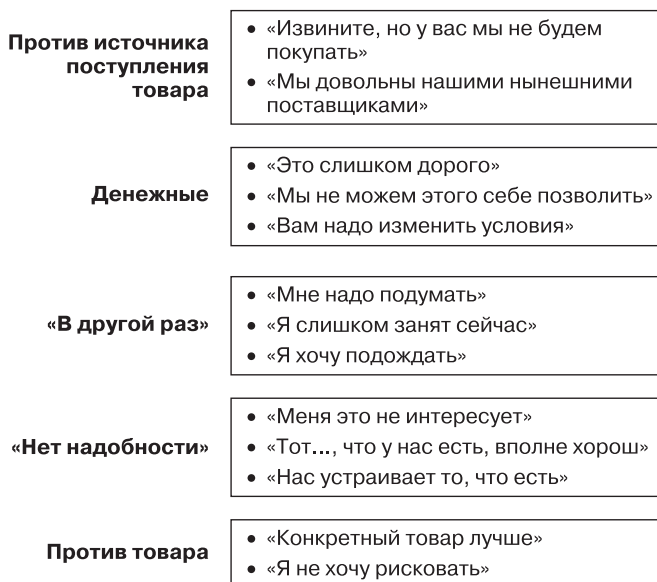 Против источника
поступления
товара
• «Извините, но у вас мы не будем
покупать»
• «Мы довольны нашими нынешними
поставщиками»
Денежные
• «Это слишком дорого»
• «Мы не можем этого себе позволить»
• «Вам надо изменить условия»
«В другой раз»
• «Мне надо подумать»
• «Я слишком занят сейчас»
• «Я хочу подождать»
«Нет надобности»
• «Меня это не интересует»
• «Тот..., что у нас есть, вполне хорош»
• «Нас устраивает то, что есть»
Против товара
• «Конкретный товар лучше»
• «Я не хочу рисковать»